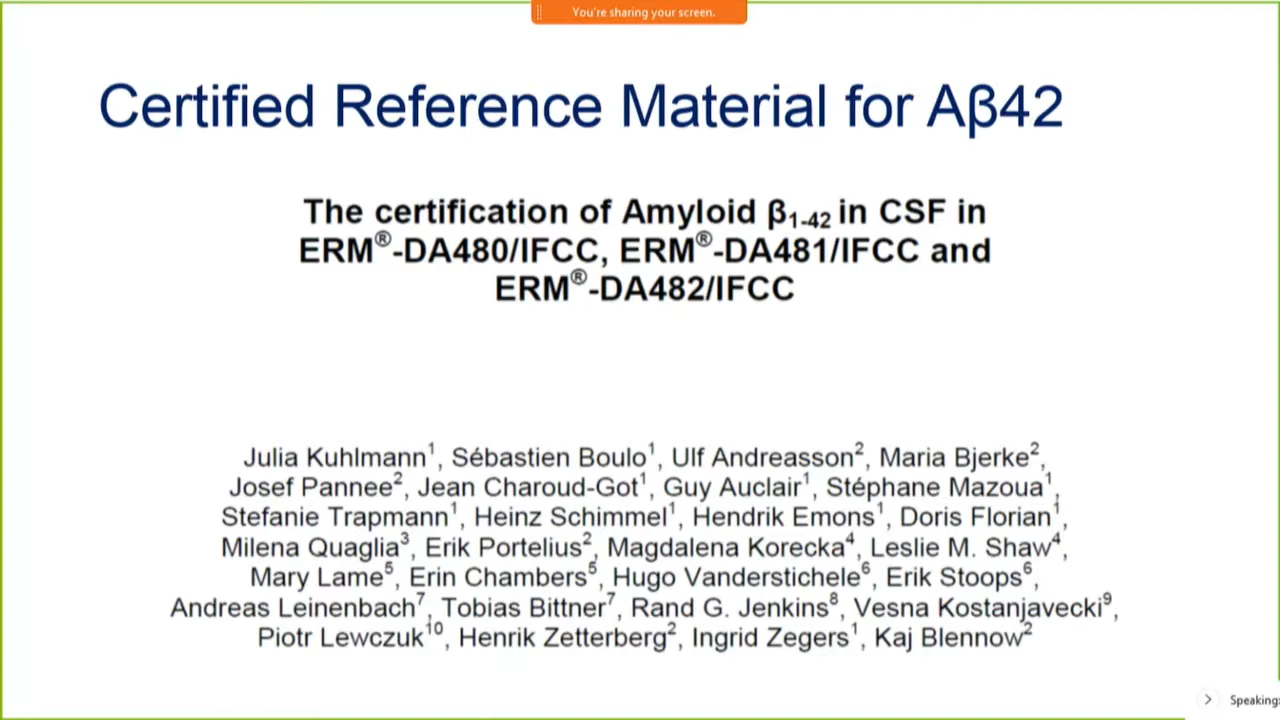 You're sharing your screen.
Certified Reference Material for Aβ42
The certification of Amyloid β1-42 in CSF in
ERM®-DA480/IFCC, ERM®-DA481/IFCC and
ERM®-DA482/IFCC
Julia Kuhlmann1, Sébastien Boulo1, Ulf Andreasson2, Maria Bjerke2,
Josef Pannee2, Jean Charoud-Got1, Guy Auclair1, Stéphane Mazoua1,
Stefanie Trapmann1, Heinz Schimmel1, Hendrik Emons1, Doris Florian1,
Milena Quaglia3, Erik Portelius2, Magdalena Korecka4, Leslie M. Shaw4,
Mary Lame5, Erin Chambers5, Hugo Vanderstichele6, Erik Stoops6,
Andreas Leinenbach7, Tobias Bittner7, Rand G. Jenkins8, Vesna Kostanjavecki9,
Piotr Lewczuk10, Henrik Zetterberg2, Ingrid Zegers1, Kaj Blennow2
Speaking: